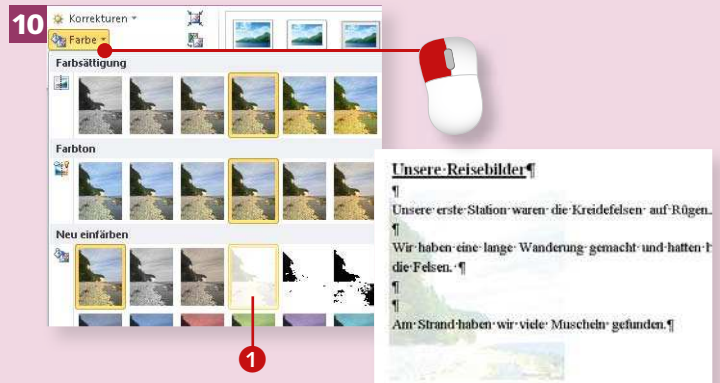 10
Korrekturen
Farbe
Farbsättigung
Farbton
Neu einfärben
1
Unsere·Reisebilder¶
¶
Unsere·erste·Station·waren·die·Kreidefelsen·auf·Rügen.
¶
Wir·haben·eine·lange·Wanderung·gemacht·und·hatten
die·Felsen.·¶
¶
¶
Am·Strand·haben·wir·viele·Muscheln·gefunden.¶